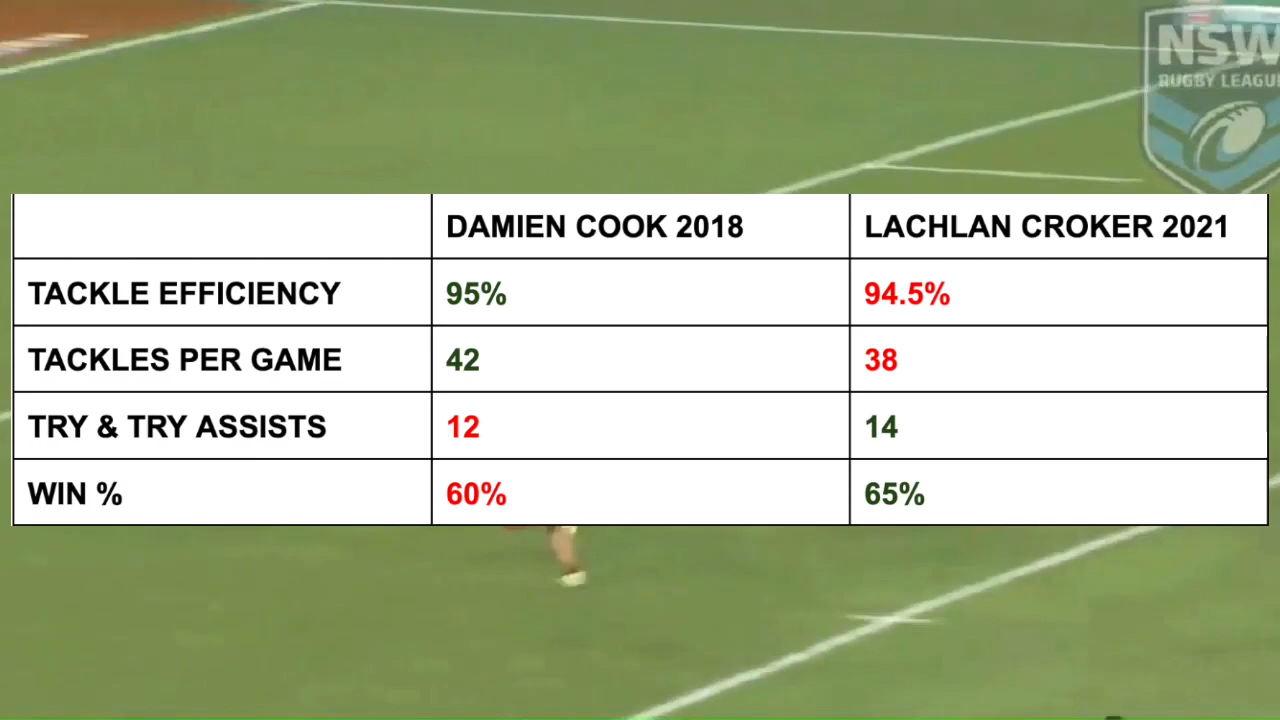 NSW
RUGBY LEAGUE
DAMIEN COOK 2018 LACHLAN CROKER 2021
TACKLE EFFICIENCY 95% 94.5%
TACKLES PER GAME 42 38
TRY & TRY ASSISTS 12 14
WIN % 60% 65%